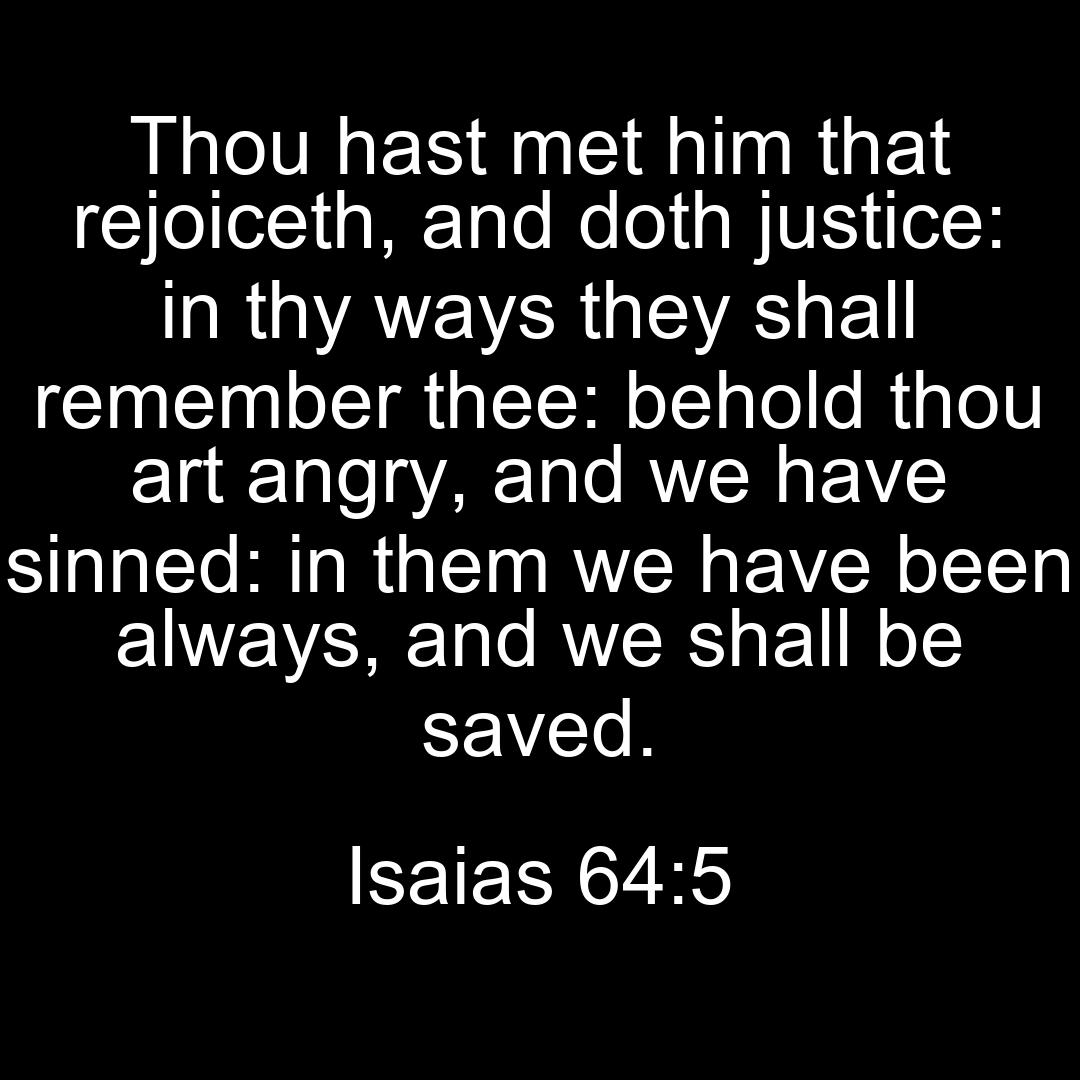 Thou hast met him that
rejoiceth, and doth justice:
in thy ways they shall
remember thee: behold thou
art angry, and we have
sinned: in them we have been
always, and we shall be
saved.
Isaias 64:5